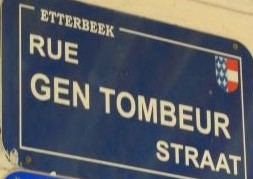 ETTERBEEK
RUE
GEN TOMBEUR
STRAAT